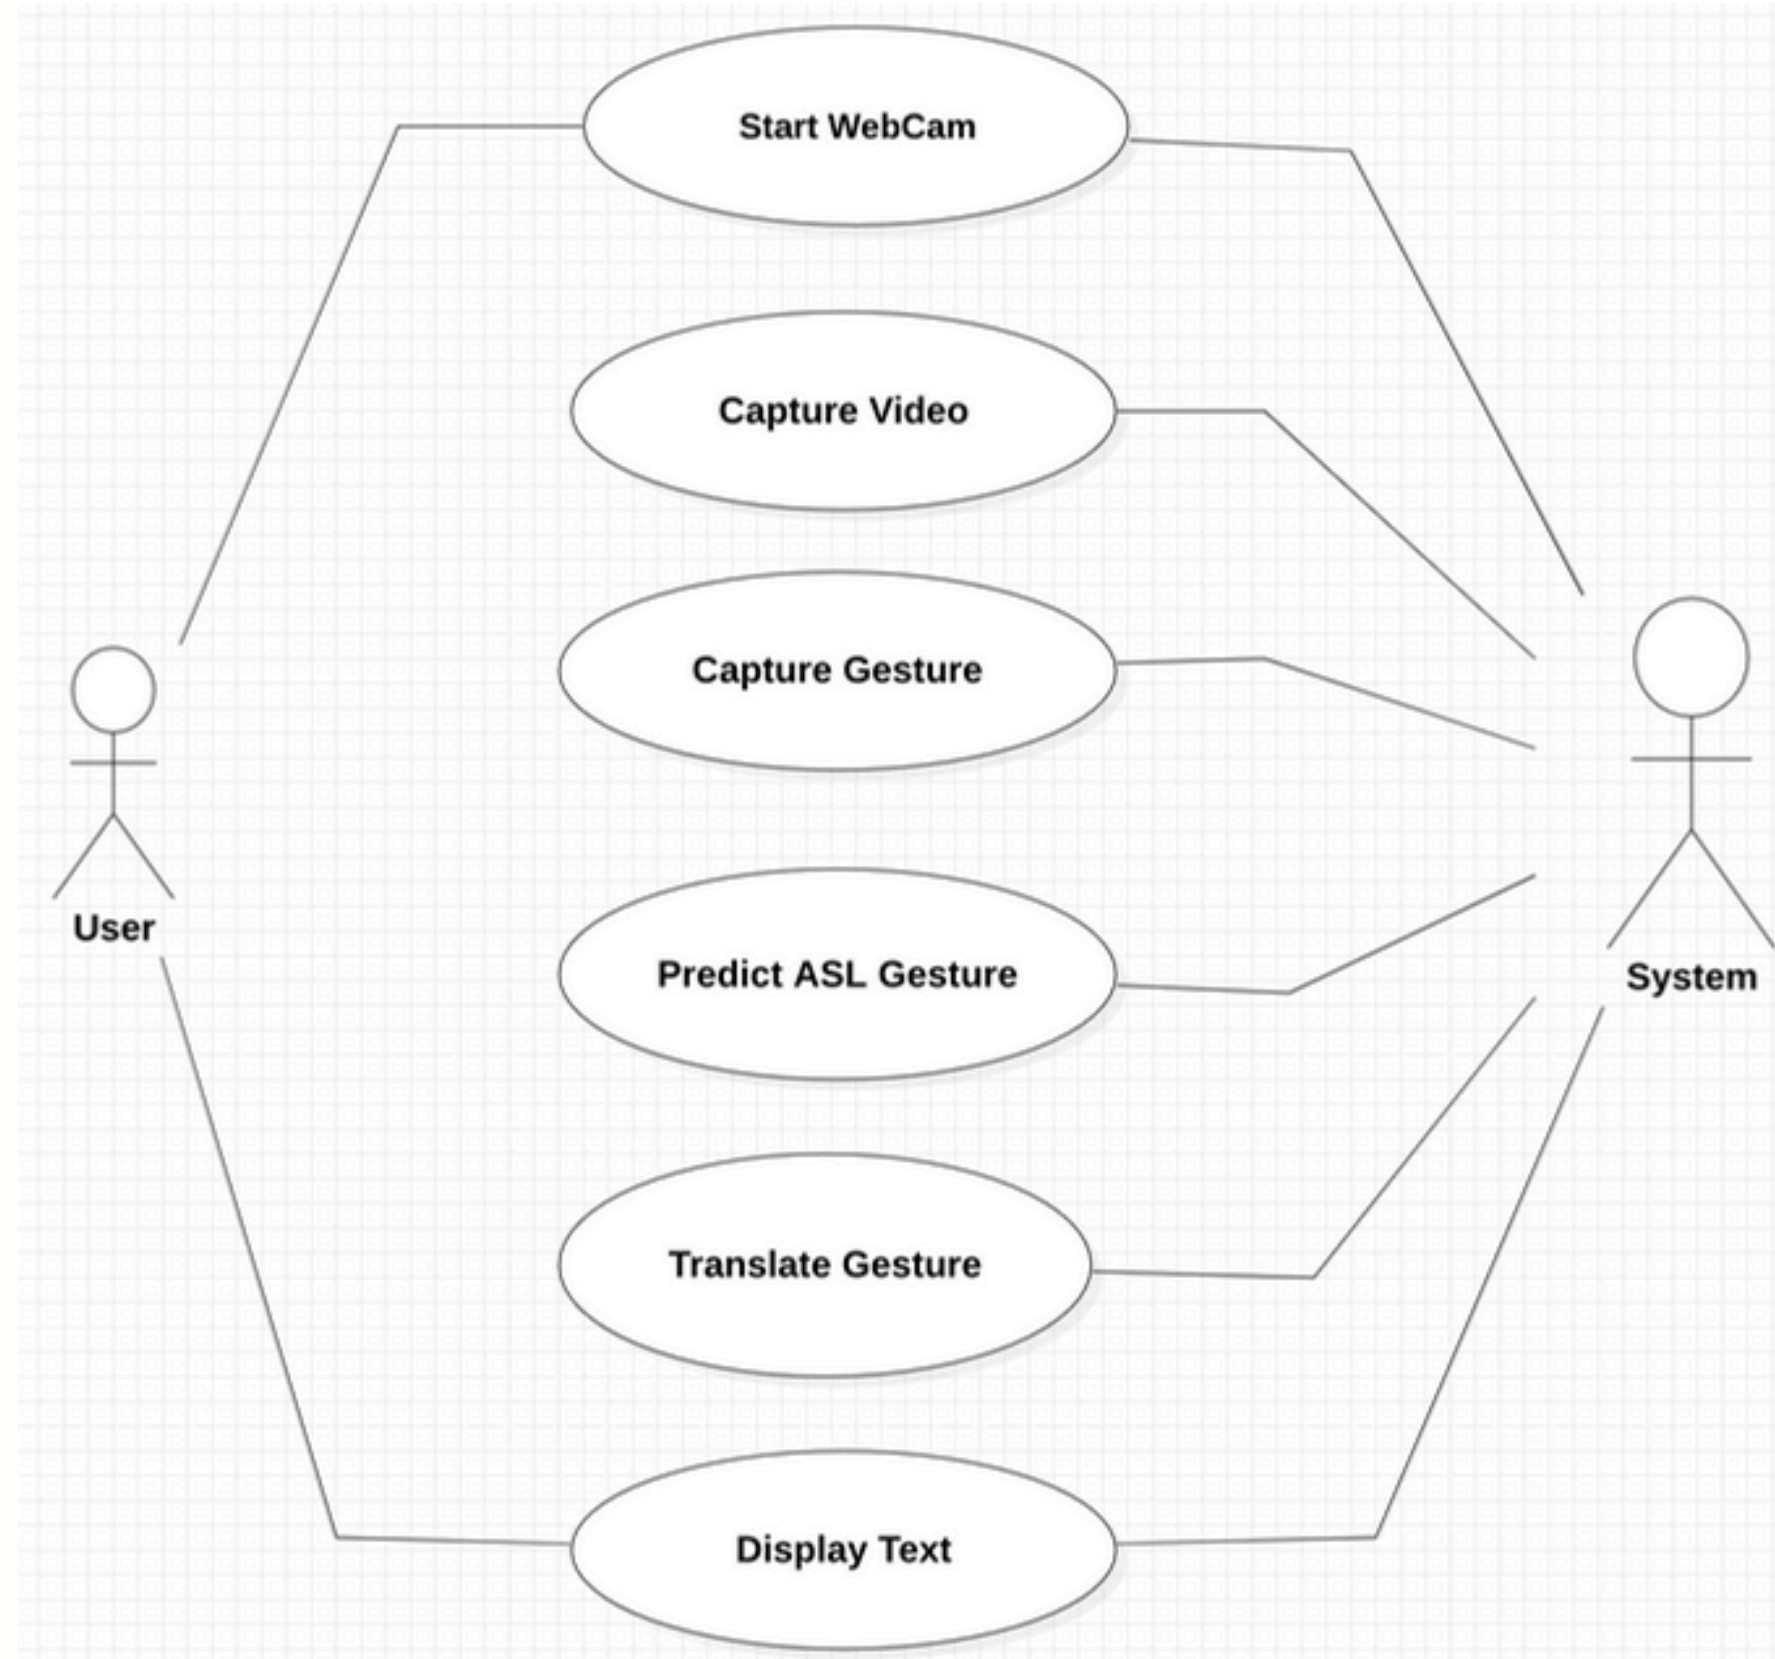 Start WebCam
Capture Video
Capture Gesture
User
Predict ASL Gesture
System
Translate Gesture
Display Text